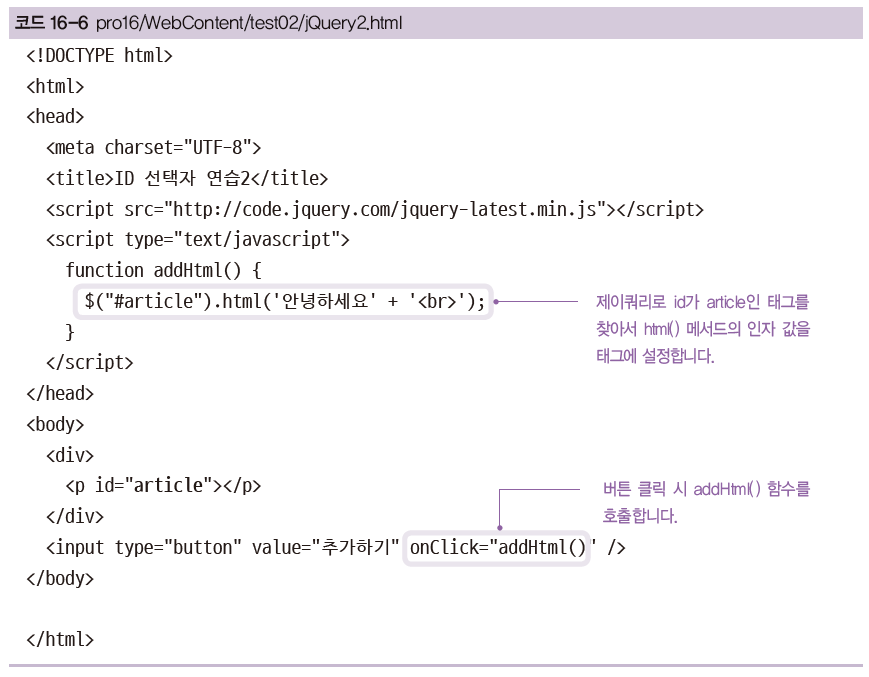 코드 16-6 pro16/WebContent/test02/jQuery2.html
<!DOCTYPE html>
<html>
<head>
<meta charset="UTF-8">
<title>ID 선택자 연습2</title>
<script src="http://code.jquery.com/jquery-latest.min.js"></script>
<script type="text/javascript">
function addHtml() {
$("#article").html('안녕하세요' + '<br>');
제이쿼리로 id가 article인 태그를
찾아서 html() 메서드의 인자 값을
태그에 설정합니다.
}
</script>
</head>
<body>
<div>
<p id="article"></p>
</div>
버튼 클릭 시 addHtml() 함수를
호출합니다.
<input type="button" value="추가하기" onClick="addHtml()' />
</body>
</html>